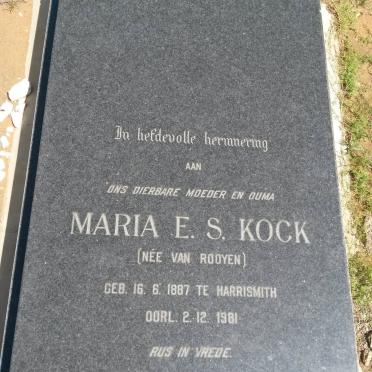 In liefdevolle herinnering
AAN
ONS DIERBARE MOEDER EN OUMA
MARIA E. S. KOCK
(NÉE VAN ROOYEN)
GEB. 16. 6. 1887 TE HARRISMITH
OORL. 2.12. 1981
RUS IN VREDE.